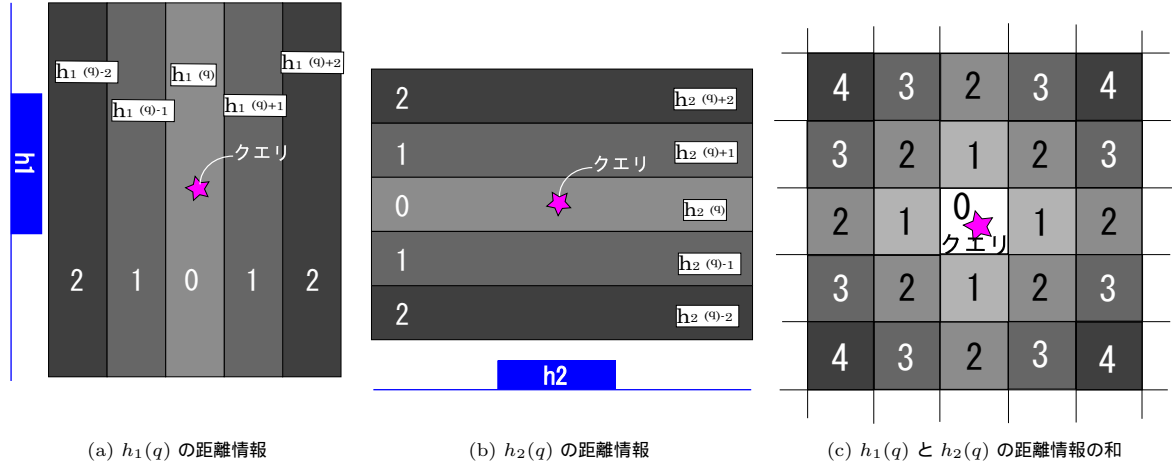 h1 (q)-2
h1 (q)-1
h1 (q)
h1 (q)+1
h1 (q)+2
クエリ
h1
2 1 0 1 2
(a) h1(q) の距離情報
2 h2 (q)+2
1 h2 (q)+1
クエリ
0 h2 (q)
1 h2 (q)-1
2 h2 (q)-2
h2
(b) h2(q) の距離情報
4 3 2 3 4
3 2 1 2 3
2 1 0 1 2
クエリ
3 2 1 2 3
4 3 2 3 4
(c) h1(q) と h2(q) の距離情報の和